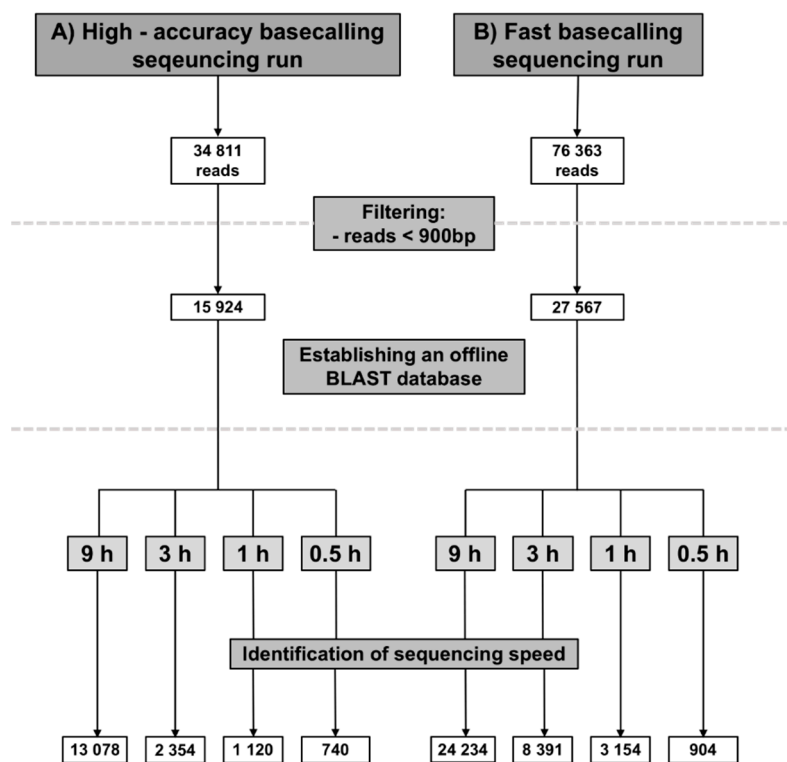 A) High - accuracy basecalling
seqeuncing run
B) Fast basecalling
sequencing run
34 811
reads
76 363
reads
Filtering:
- reads < 900bp
15 924
27 567
Establishing an offline
BLAST database
9 h
3 h
1 h
0.5 h
9 h
3 h
1 h
0.5 h
Identification of sequencing speed
13 078
2 354
1 120
740
24 234
8 391
3 154
904